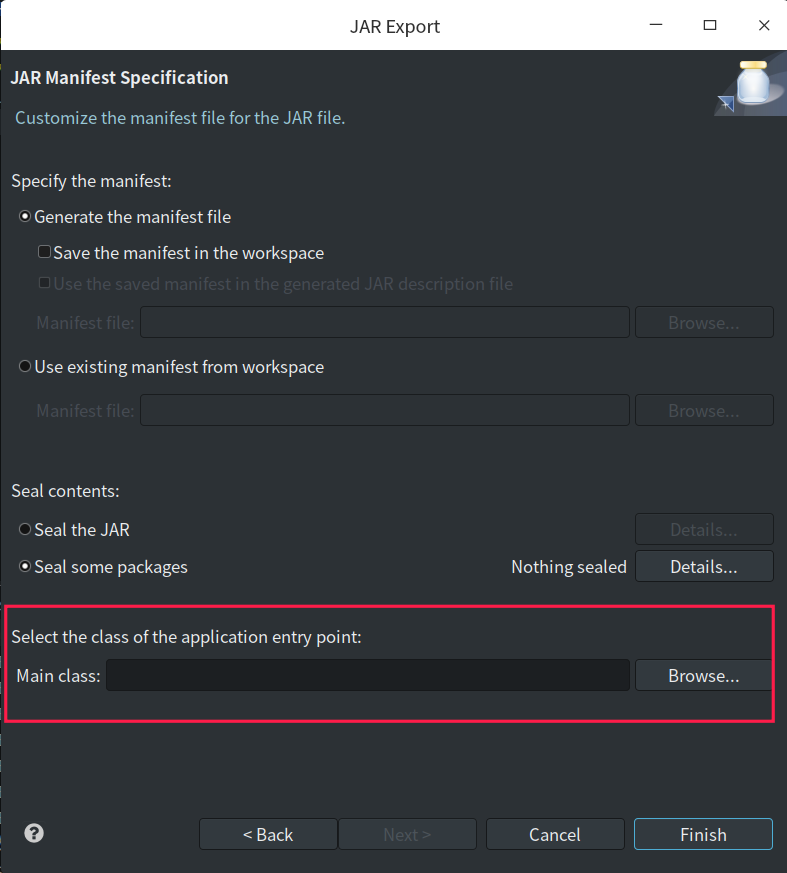 JAR Export
JAR Manifest Specification
Customize the manifest file for the JAR file.
Specify the manifest:
Generate the manifest file
Save the manifest in the workspace
Use the saved manifest in the generated JAR description file
Manifest file: Browse...
Use existing manifest from workspace
Manifest file: Browse...
Seal contents:
Seal the JAR Details...
Seal some packages Nothing sealed Details...
Select the class of the application entry point:
Main class: Browse...
? < Back Next > Cancel Finish